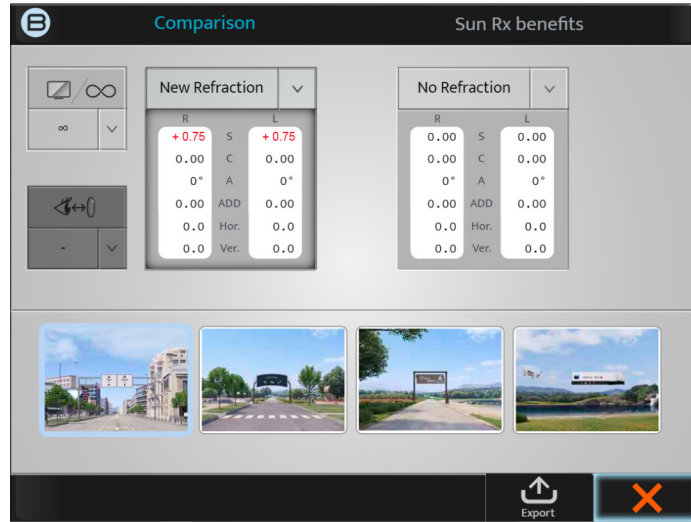 B
Comparison
Sun Rx benefits
/∞
New Refraction
No Refraction
∞
R L
+ 0.75 S + 0.75
0.00 C 0.00
0° A 0°
0.00 ADD 0.00
0.0 Hor. 0.0
0.0 Ver. 0.0
R L
0.00 S 0.00
0.00 C 0.00
0° A 0°
0.00 ADD 0.00
0.0 Hor. 0.0
0.0 Ver. 0.0
-
Export